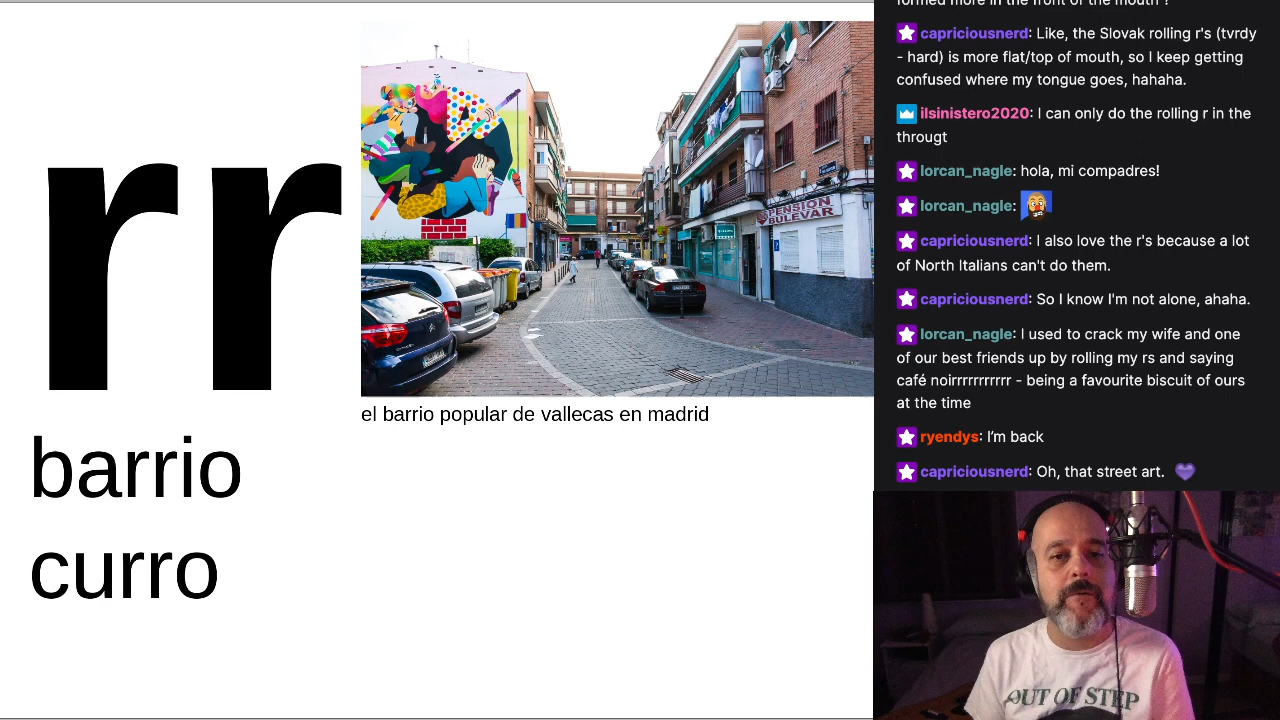 rr
barrio
curro
PENSION
BULEVAR
el barrio popular de vallecas en madrid
capriciousnerd: Like, the Slovak rolling r's (tvrdy
- hard) is more flat/top of mouth, so I keep getting
confused where my tongue goes, hahaha.
ilsinistero2020: I can only do the rolling r in the
througt
lorcan_nagle: hola, mi compadres!
lorcan_nagle:
capriciousnerd: I also love the r's because a lot
of North Italians can't do them.
capriciousnerd: So I know I'm not alone, ahaha.
lorcan_nagle: I used to crack my wife and one
of our best friends up by rolling my rs and saying
café noirrrrrrrrrr - being a favourite biscuit of ours
at the time
ryendys: I'm back
capriciousnerd: Oh, that street art.
OUT OF STEP